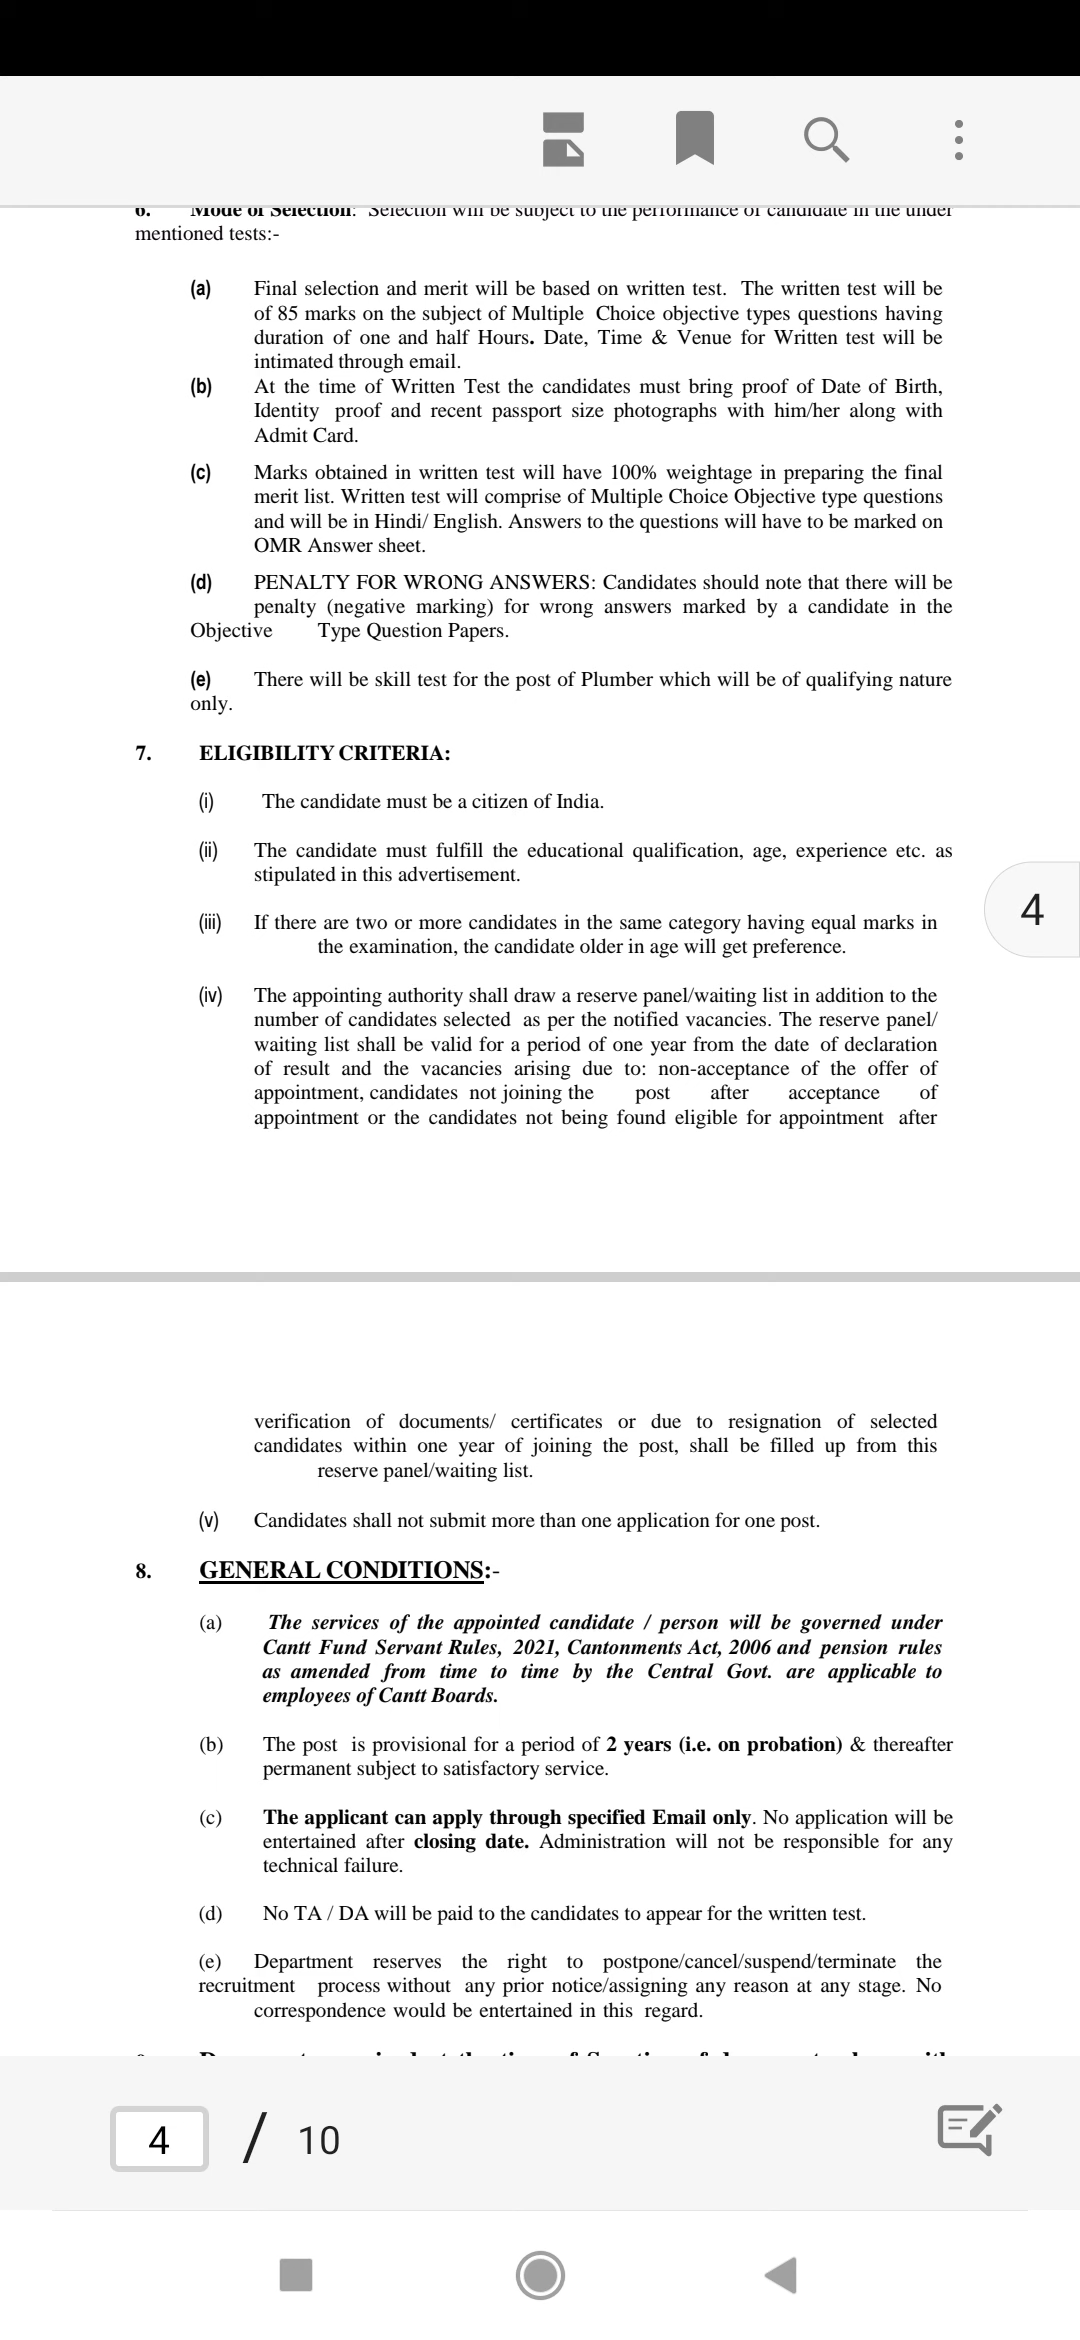 6. Mode of Selection: Selection will be subject to the performance of candidate in the under
mentioned tests:-
(a) Final selection and merit will be based on written test. The written test will be
of 85 marks on the subject of Multiple Choice objective types questions having
duration of one and half Hours. Date, Time & Venue for Written test will be
intimated through email.
(b) At the time of Written Test the candidates must bring proof of Date of Birth,
Identity proof and recent passport size photographs with him/her along with
Admit Card.
(c) Marks obtained in written test will have 100% weightage in preparing the final
merit list. Written test will comprise of Multiple Choice Objective type questions
and will be in Hindi/ English. Answers to the questions will have to be marked on
OMR Answer sheet.
(d) PENALTY FOR WRONG ANSWERS: Candidates should note that there will be
penalty (negative marking) for wrong answers marked by a candidate in the
Objective Type Question Papers.
(e) There will be skill test for the post of Plumber which will be of qualifying nature
only.
7. ELIGIBILITY CRITERIA:
(i) The candidate must be a citizen of India.
(ii) The candidate must fulfill the educational qualification, age, experience etc. as
stipulated in this advertisement.
4
(iii) If there are two or more candidates in the same category having equal marks in
the examination, the candidate older in age will get preference.
(iv) The appointing authority shall draw a reserve panel/waiting list in addition to the
number of candidates selected as per the notified vacancies. The reserve panel/
waiting list shall be valid for a period of one year from the date of declaration
of result and the vacancies arising due to: non-acceptance of the offer of
appointment, candidates not joining the post after acceptance of
appointment or the candidates not being found eligible for appointment after
verification of documents/ certificates or due to resignation of selected
candidates within one year of joining the post, shall be filled up from this
reserve panel/waiting list.
(v) Candidates shall not submit more than one application for one post.
8. GENERAL CONDITIONS:-
(a) The services of the appointed candidate / person will be governed under
Cantt Fund Servant Rules, 2021, Cantonments Act, 2006 and pension rules
as amended from time to time by the Central Govt. are applicable to
employees of Cantt Boards.
(b) The post is provisional for a period of 2 years (i.e. on probation) & thereafter
permanent subject to satisfactory service.
(c) The applicant can apply through specified Email only. No application will be
entertained after closing date. Administration will not be responsible for any
technical failure.
(d) No TA / DA will be paid to the candidates to appear for the written test.
(e) Department reserves the right to postpone/cancel/suspend/terminate the
recruitment process without any prior notice/assigning any reason at any stage. No
correspondence would be entertained in this regard.
4 / 10